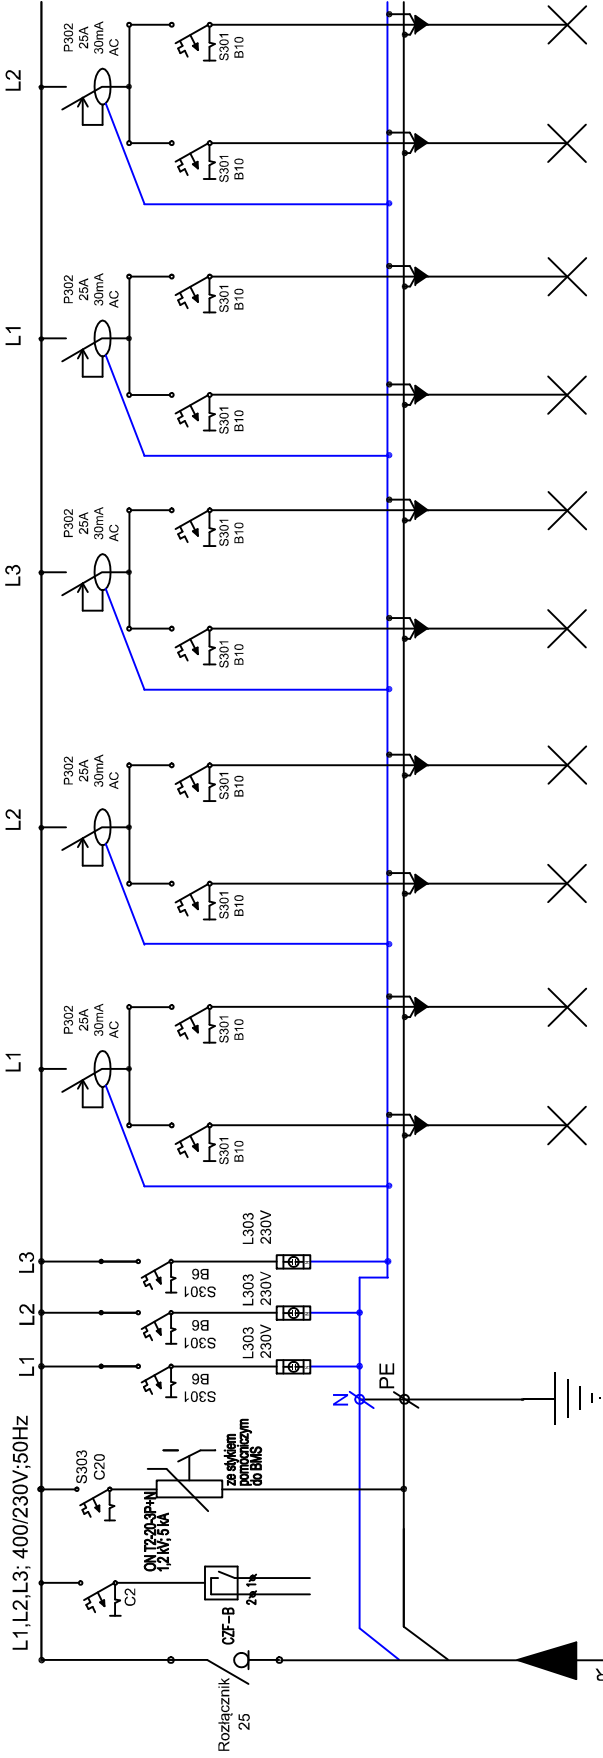 L1,L2,L3; 400/230V;50Hz
Rozłącznik
25
C2
CZF-B
2
1
S303
C20
ON T2-20-3P+N
1,2 kV; 5 kA
ze stykiem
pomocniczym
do BMS
N
PE
L1
S301
B6
L303
230V
L2
S301
B6
L303
230V
L3
S301
B6
L303
230V
L1
P302
25A
30mA
AC
S301
B10
S301
B10
L2
P302
25A
30mA
AC
S301
B10
S301
B10
L3
P302
25A
30mA
AC
S301
B10
S301
B10
L1
P302
25A
30mA
AC
S301
B10
S301
B10
L2
P302
25A
30mA
AC
S301
B10
S301
B10